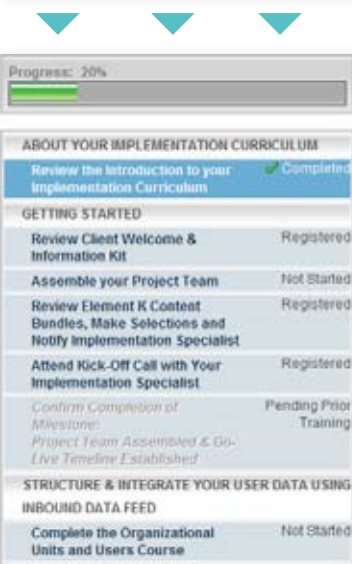 Progress: 20%
ABOUT YOUR IMPLEMENTATION CURRICULUM
Review the Introduction to your Completed
Implementation Curriculum
GETTING STARTED
Review Client Welcome & Registered
Information Kit
Assemble your Project Team Not Started
Review Element K Content Registered
Bundles, Make Selections and
Notify Implementation Specialist
Attend Kick-Off Call with Your Registered
Implementation Specialist
Confirm Completion of Pending Prior
Milestone: Training
Project Team Assembled & Go-
Live Timeline Established
STRUCTURE & INTEGRATE YOUR USER DATA USING
INBOUND DATA FEED
Complete the Organizational Not Started
Units and Users Course